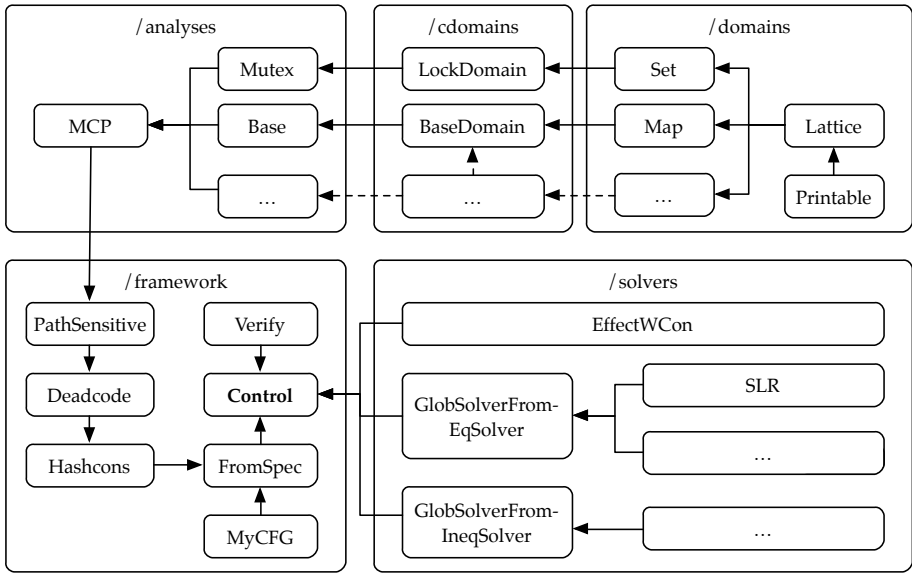 /analyses
/cdomains
/domains
Mutex
LockDomain
Set
MCP
Base
BaseDomain
Map
Lattice
...
...
...
Printable
/framework
/solvers
PathSensitive
Verify
EffectWCon
Deadcode
Control
GlobSolverFrom-
EqSolver
SLR
Hashcons
FromSpec
...
MyCFG
GlobSolverFrom-
IneqSolver
...